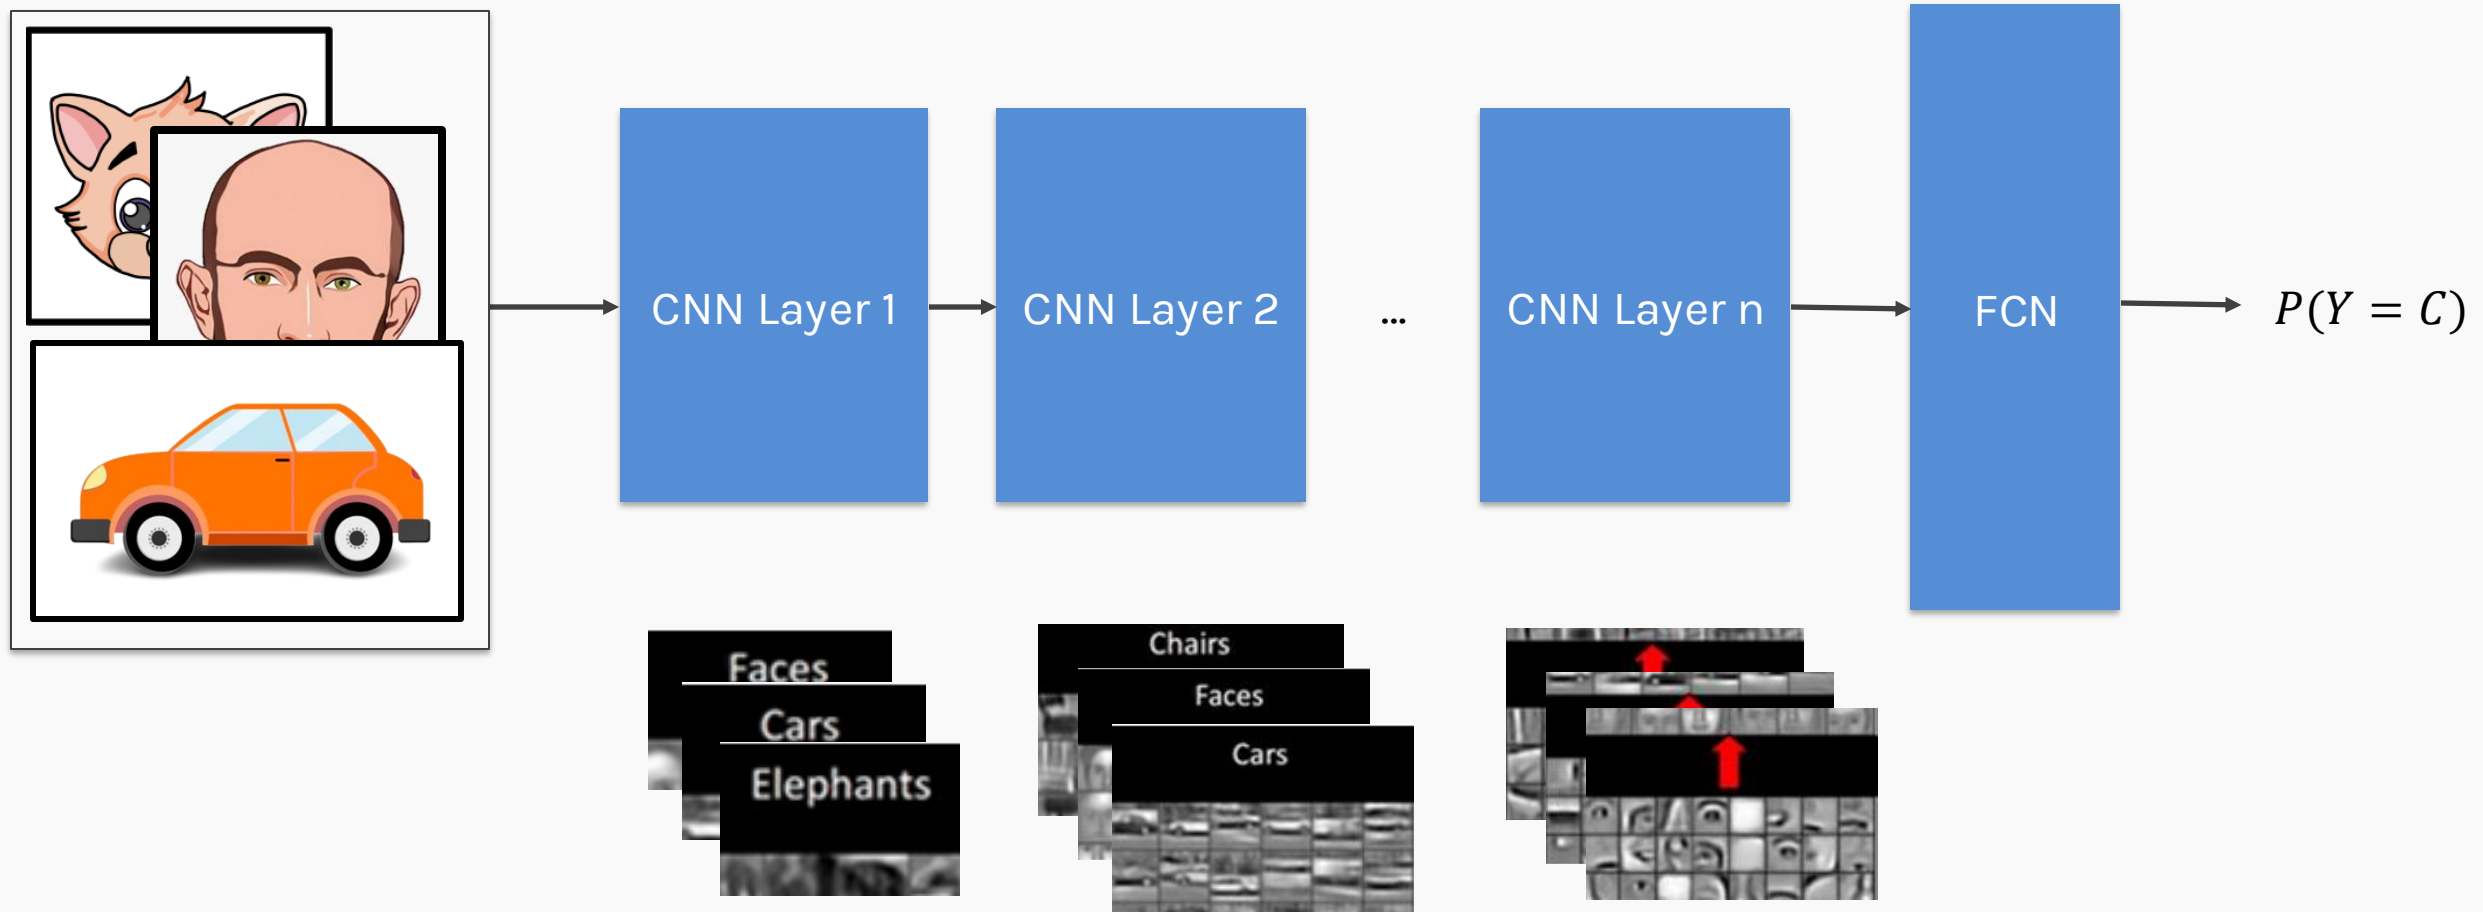 CNN Layer 1
CNN Layer 2
...
CNN Layer n
FCN
P(Y = C)
Faces
Cars
Elephants
Chairs
Faces
Cars